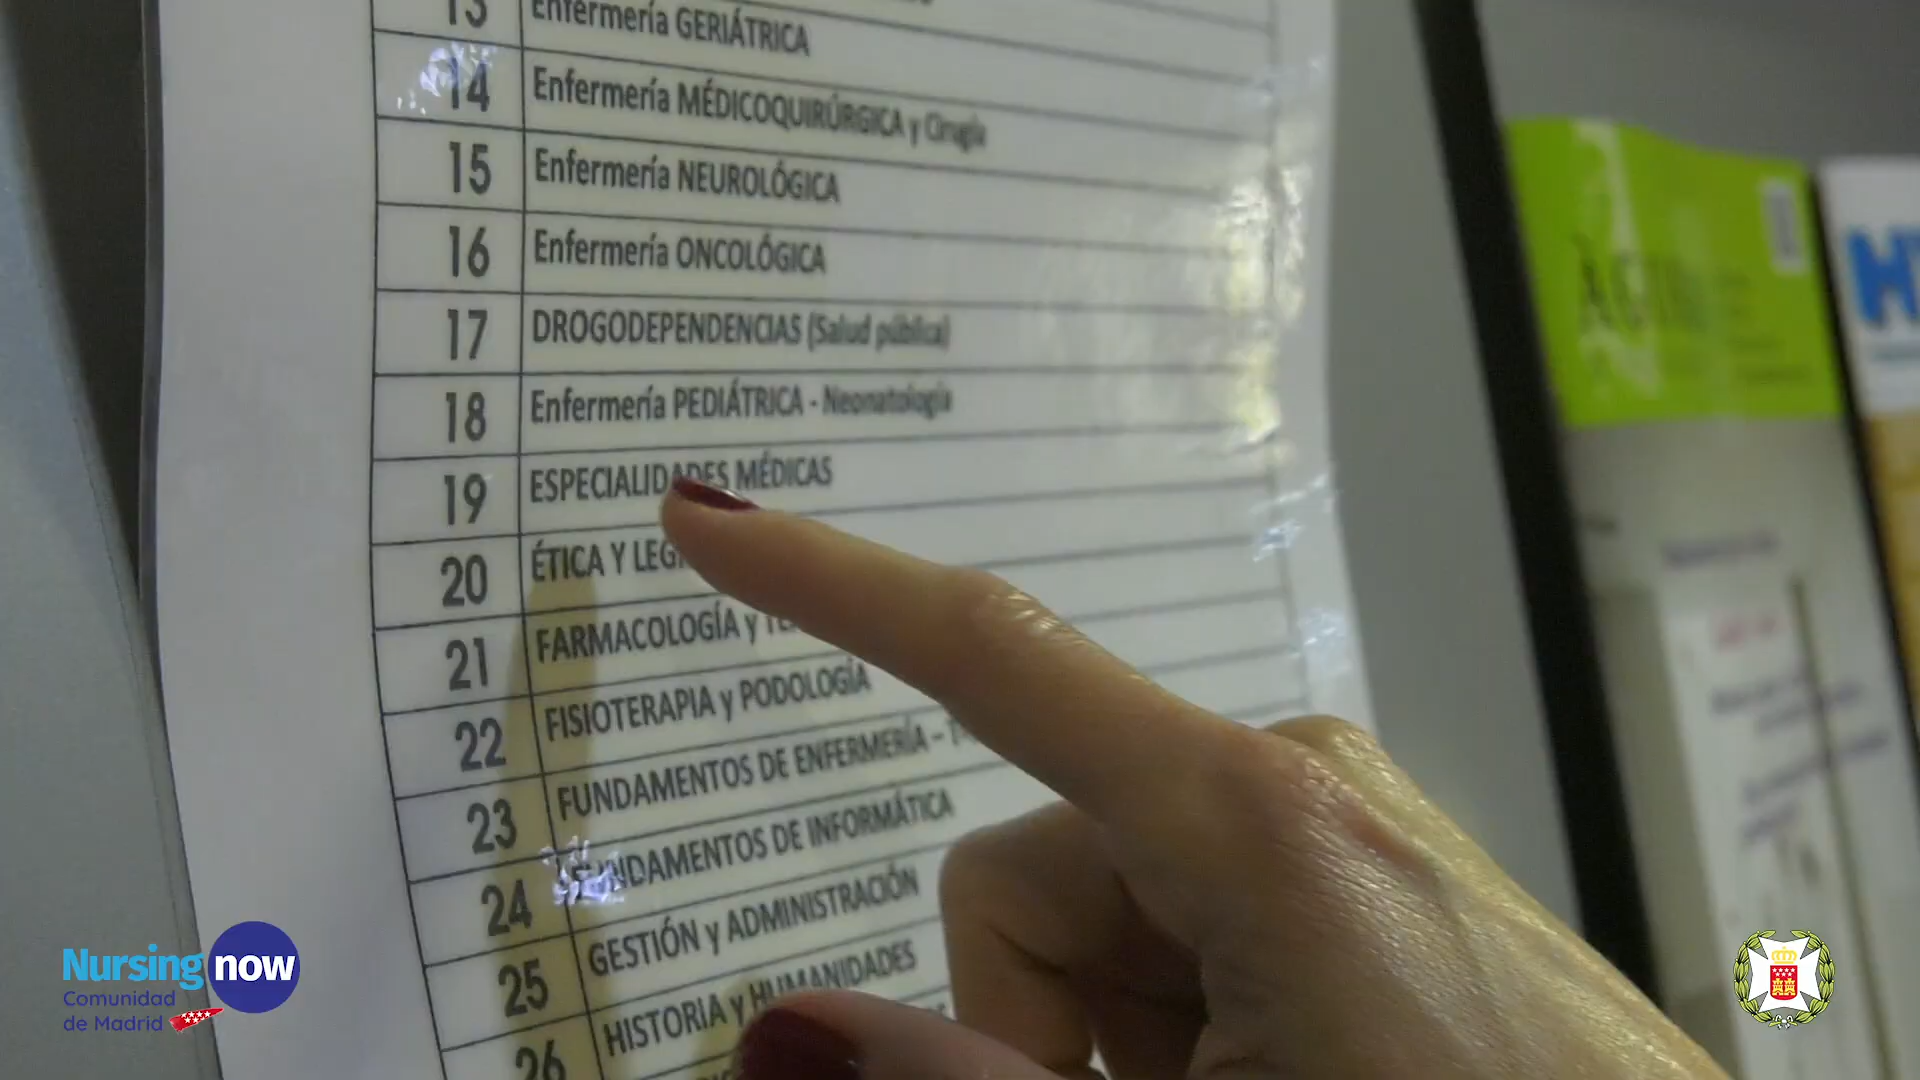 13 Enfermería GERIÁTRICA
14 Enfermería MÉDICOQUIRÚRGICA y Cirugía
15 Enfermería NEUROLÓGICA
16 Enfermería ONCOLÓGICA
17 DROGODEPENDENCIAS (Salud pública)
18 Enfermería PEDIÁTRICA - Neonatología
19 ESPECIALIDADES MÉDICAS
20 ÉTICA Y
21 FARMACOLOGÍA y
22 FISIOTERAPIA y PODOLOGÍA
23 FUNDAMENTOS DE ENFERMERÍA –
24 FUNDAMENTOS DE INFORMÁTICA
25 GESTIÓN y ADMINISTRACIÓN
26 HISTORIA y HUMANIDADES
Nursing now
Comunidad
de Madrid